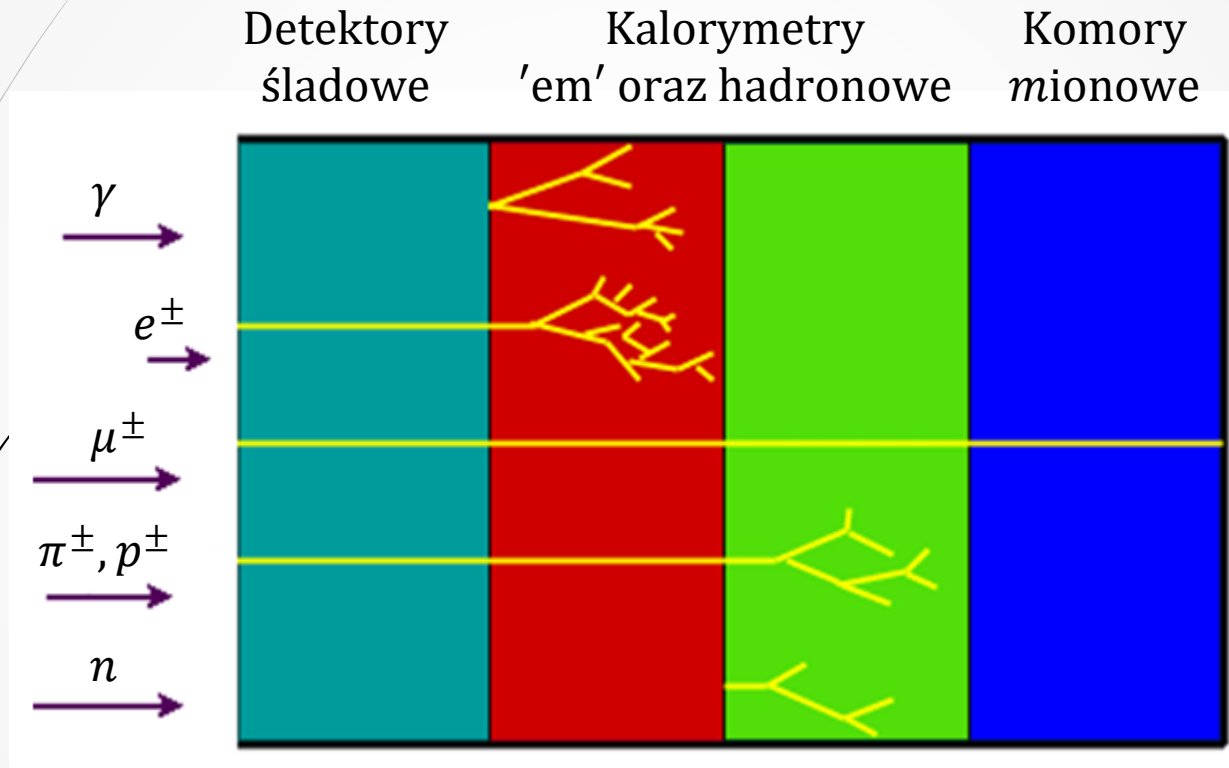 Detektory
śladowe
Kalorymetry
′em′ oraz hadronowe
Komory
mionowe
γ
e±
μ±
π±, p±
n